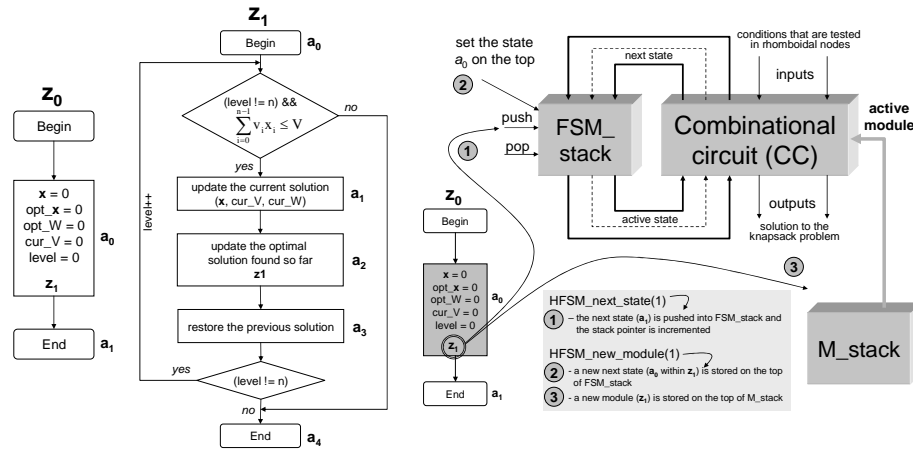 z0
Begin
x = 0
opt_x = 0
opt_W = 0
cur_V = 0
level = 0
z1
a0
End
a1
z1
Begin
a0
(level != n) &&
n−1
∑ vixi ≤ V
i=0
no
yes
level++
update the current solution
(x, cur_V, cur_W)
a1
update the optimal
solution found so far
z1
a2
restore the previous solution
a3
yes
(level != n)
no
End
a4
set the state
a0 on the top
2
push
1
pop
FSM_
stack
next state
active state
conditions that are tested
in rhomboidal nodes
inputs
Combinational
circuit (CC)
active
module
outputs
solution to the
knapsack problem
3
M_stack
z0
Begin
x = 0
opt_x = 0
opt_W = 0
cur_V = 0
level = 0
z1
a0
End
a1
HFSM_next_state(1)
1 – the next state (a1) is pushed into FSM_stack and
the stack pointer is incremented
HFSM_new_module(1)
2 - a new next state (a0 within z1) is stored on the top
of FSM_stack
3 - a new module (z1) is stored on the top of M_stack